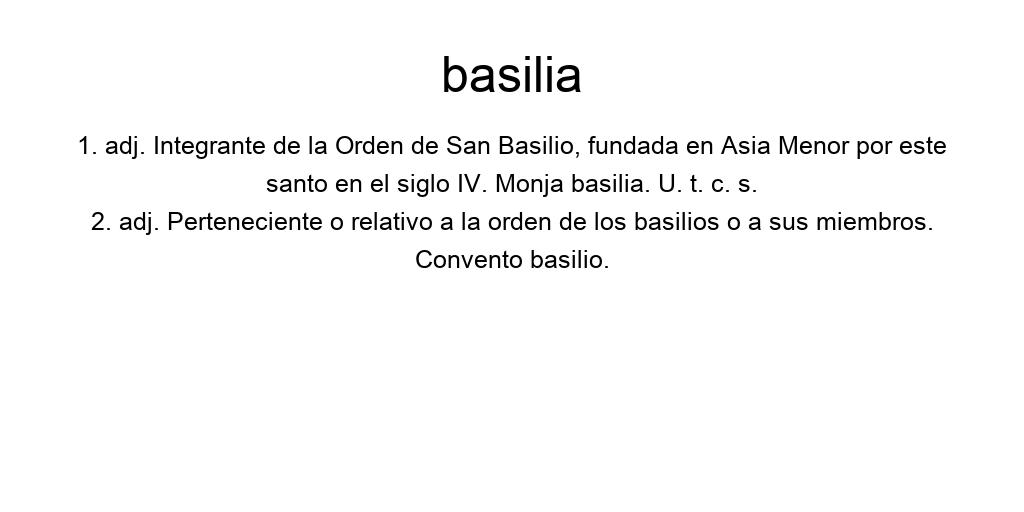 basilia
1. adj. Integrante de la Orden de San Basilio, fundada en Asia Menor por este
santo en el siglo IV. Monja basilia. U. t. c. s.
2. adj. Perteneciente o relativo a la orden de los basilios o a sus miembros.
Convento basilio.